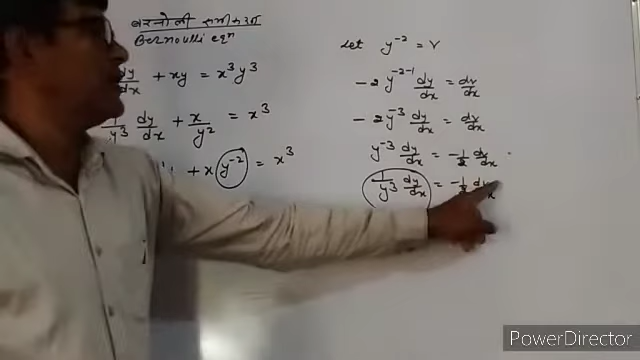 बरनोली समीकरण
Bernoulli eqⁿ
dy/dx + xy = x³y³
1/y³ dy/dx + x/y² = x³
+ x y⁻² = x³
Let y⁻² = v
-2 y⁻²⁻¹ dy/dx = dv/dx
-2 y⁻³ dy/dx = dv/dx
y⁻³ dy/dx = -1/2 dv/dx
1/y³ dy/dx = -1/2 dv/dx
PowerDirector